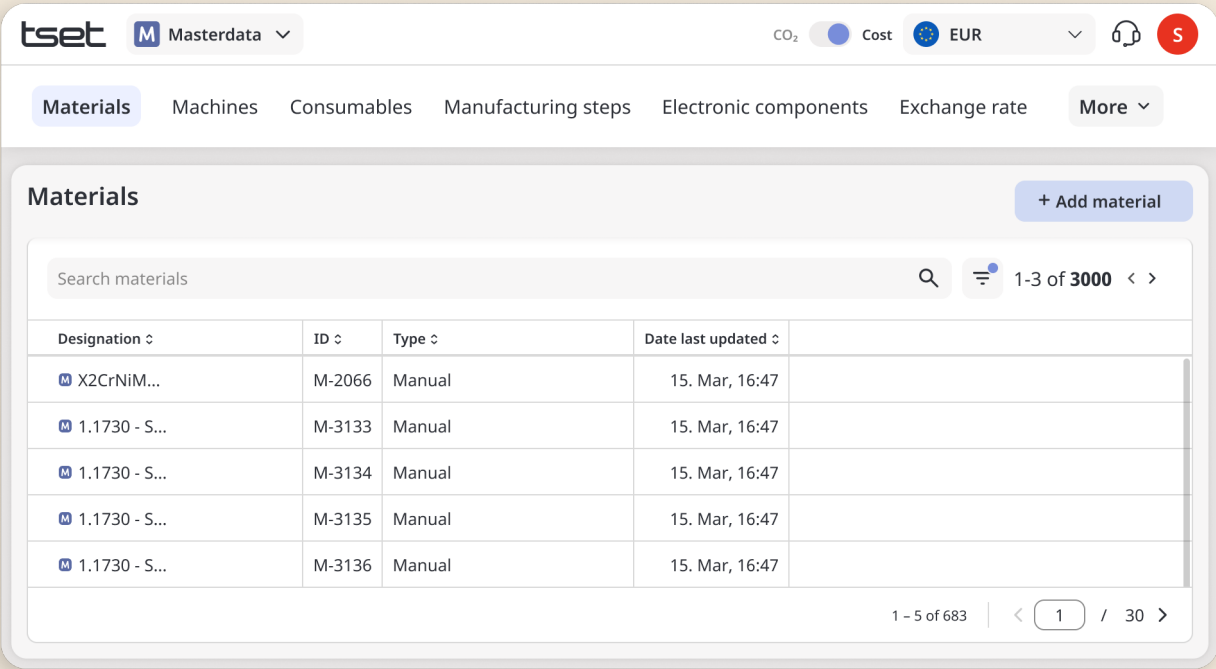 tset M Masterdata CO₂ Cost EUR S
Materials Machines Consumables Manufacturing steps Electronic components Exchange rate More
Materials
+ Add material
Search materials 1-3 of 3000
Designation ID Type Date last updated
M X2CrNiM... M-2066 Manual 15. Mar, 16:47
M 1.1730 - S... M-3133 Manual 15. Mar, 16:47
M 1.1730 - S... M-3134 Manual 15. Mar, 16:47
M 1.1730 - S... M-3135 Manual 15. Mar, 16:47
M 1.1730 - S... M-3136 Manual 15. Mar, 16:47
1 – 5 of 683 1 / 30